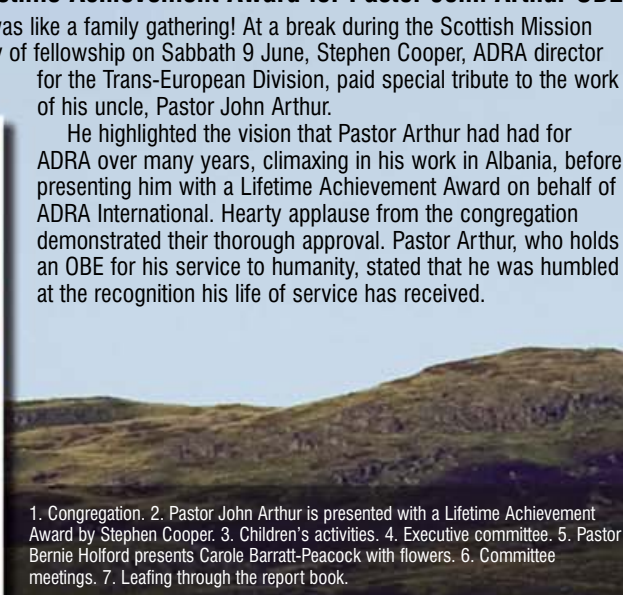 Achievement Award for Pastor John Arthur OBE
was like a family gathering! At a break during the Scottish Mission
of fellowship on Sabbath 9 June, Stephen Cooper, ADRA director
for the Trans-European Division, paid special tribute to the work
of his uncle, Pastor John Arthur.
He highlighted the vision that Pastor Arthur had had for
ADRA over many years, climaxing in his work in Albania, before
presenting him with a Lifetime Achievement Award on behalf of
ADRA International. Hearty applause from the congregation
demonstrated their thorough approval. Pastor Arthur, who holds
an OBE for his service to humanity, stated that he was humbled
at the recognition his life of service has received.
1. Congregation. 2. Pastor John Arthur is presented with a Lifetime Achievement
Award by Stephen Cooper. 3. Children’s activities. 4. Executive committee. 5. Pastor
Bernie Holford presents Carole Barratt-Peacock with flowers. 6. Committee
meetings. 7. Leafing through the report book.